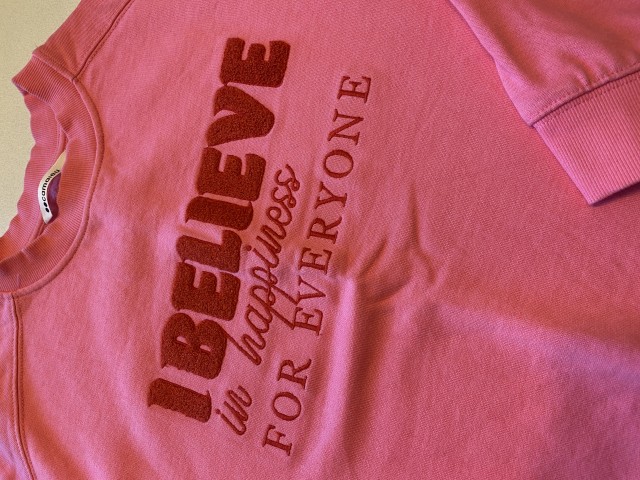 I BELIEVE
in happiness
FOR EVERYONE